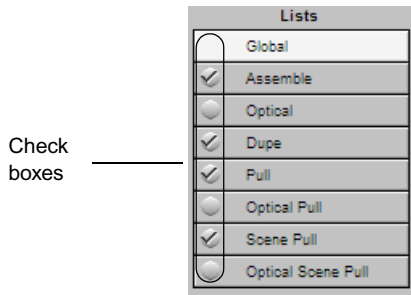 Lists
Global
Assemble
Optical
Dupe
Pull
Optical Pull
Scene Pull
Optical Scene Pull
Check
boxes